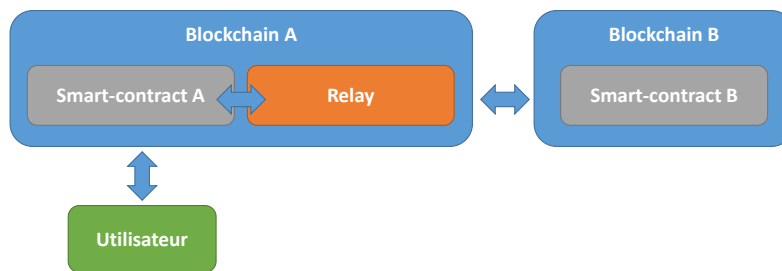 Blockchain A
Blockchain B
Smart-contract A
Relay
Smart-contract B
Utilisateur